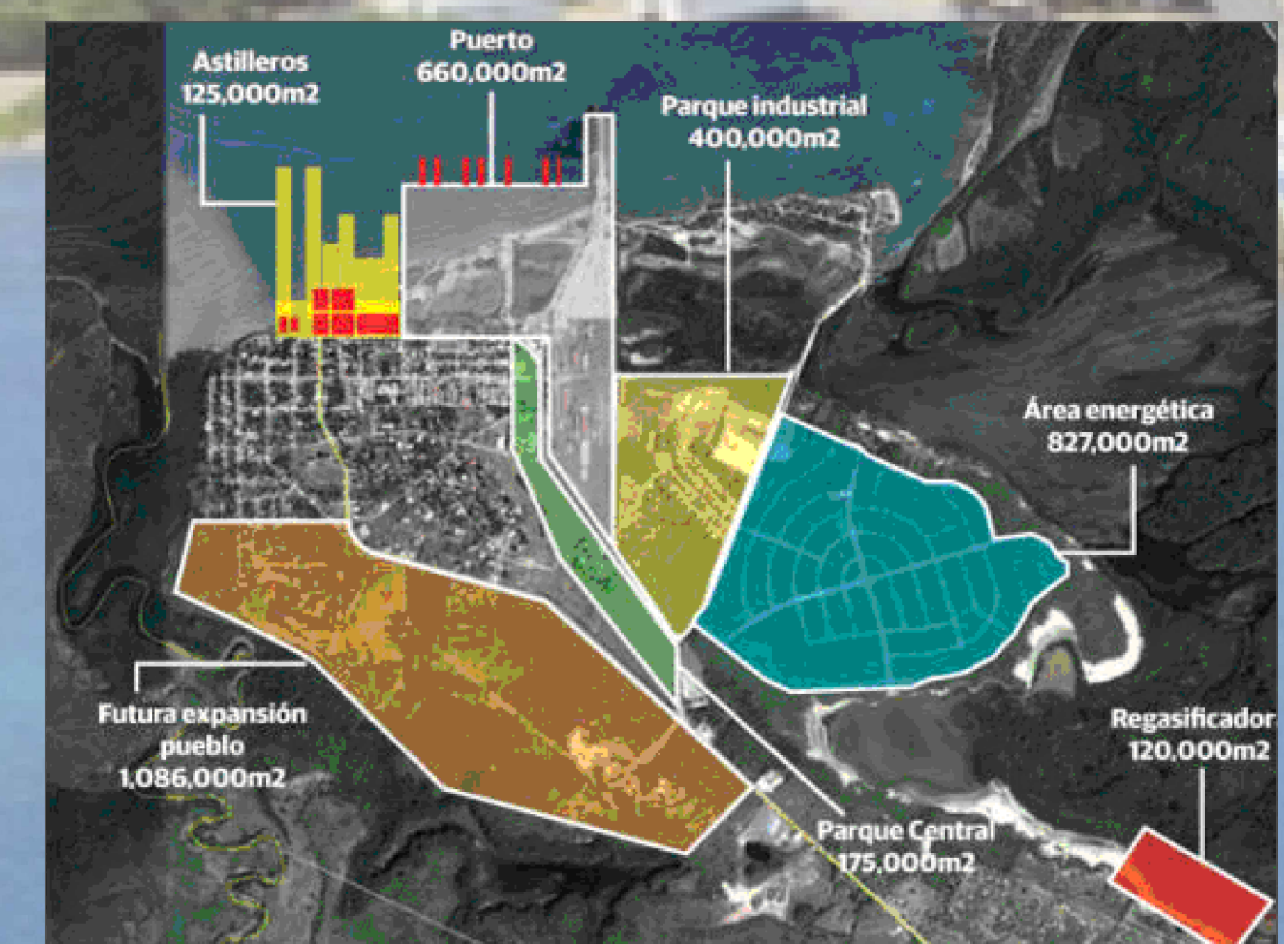 Astilleros
125,000m2
Puerto
660,000m2
Parque industrial
400,000m2
Área energética
827,000m2
Futura expansión
pueblo
1,086,000m2
Regasificador
120,000m2
Parque Central
175,000m2